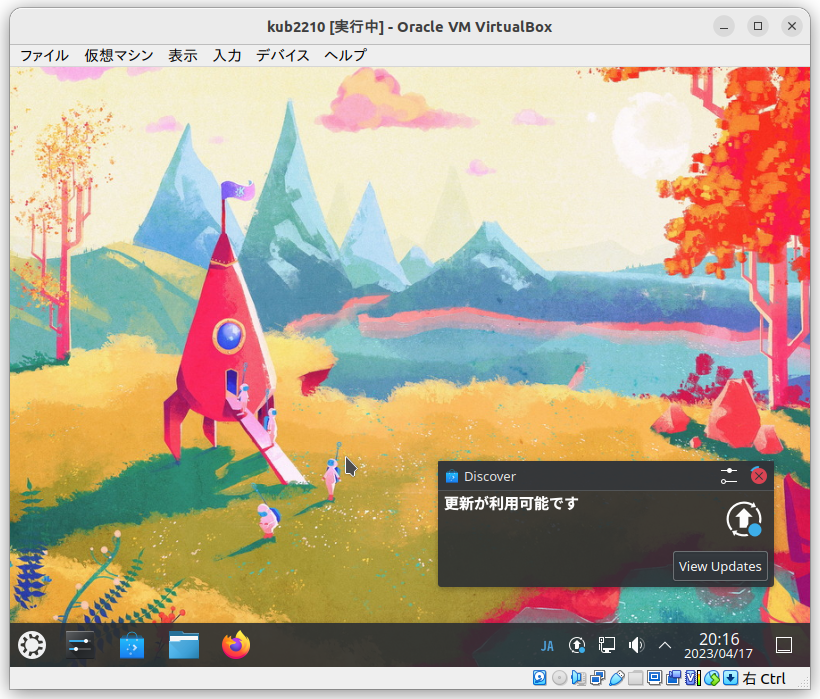 kub2210 [実行中] - Oracle VM VirtualBox
ファイル 仮想マシン 表示 入力 デバイス ヘルプ
Discover
更新が利用可能です
View Updates
JA
20:16
2023/04/17
右 Ctrl